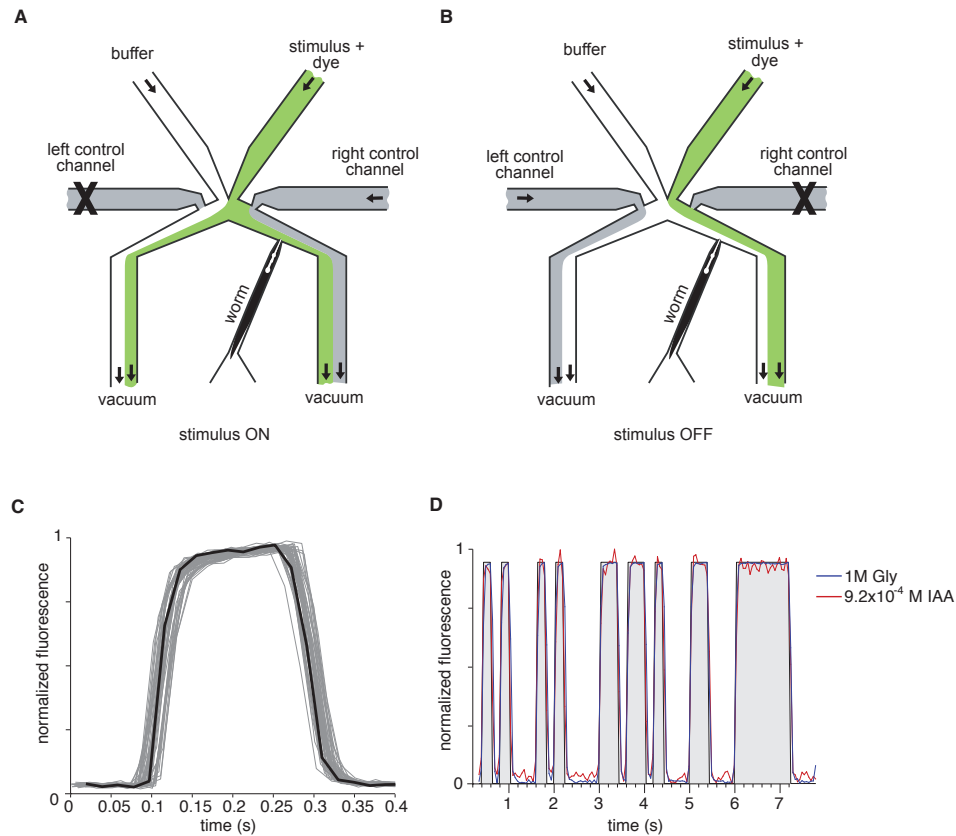 A
buffer
stimulus +
dye
left control
channel
right control
channel
X
worm
vacuum
vacuum
stimulus ON
B
buffer
stimulus +
dye
left control
channel
right control
channel
X
worm
vacuum
vacuum
stimulus OFF
C
normalized fluorescence
1
0
0 0.05 0.1 0.15 0.2 0.25 0.3 0.35 0.4
time (s)
D
normalized fluorescence
1
0
1 2 3 4 5 6 7
time (s)
1M Gly
9.2x10⁻⁴ M IAA